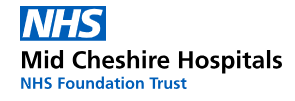 NHS
Mid Cheshire Hospitals
NHS Foundation Trust